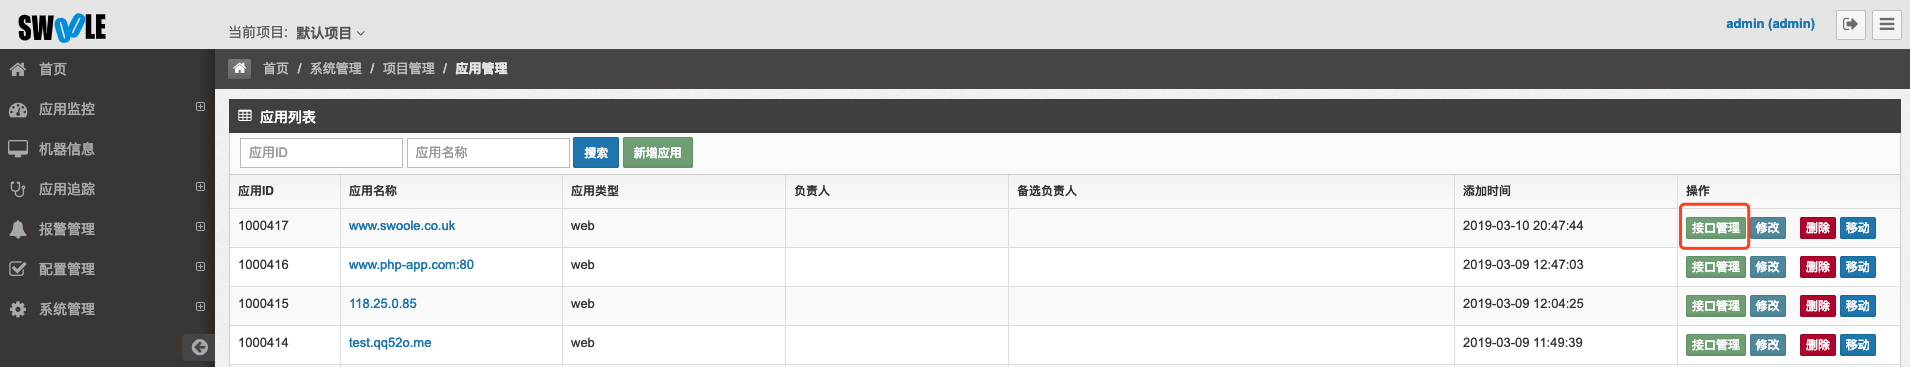 SWOOLE
当前项目: 默认项目
admin (admin)
首页
应用监控
机器信息
应用追踪
报警管理
配置管理
系统管理
首页 / 系统管理 / 项目管理 / 应用管理
应用列表
应用ID 应用名称 搜索 新增应用
应用ID 应用名称 应用类型 负责人 备选负责人 添加时间 操作
1000417 www.swoole.co.uk web 2019-03-10 20:47:44 接口管理 修改 删除 移动
1000416 www.php-app.com:80 web 2019-03-09 12:47:03 接口管理 修改 删除 移动
1000415 118.25.0.85 web 2019-03-09 12:04:25 接口管理 修改 删除 移动
1000414 test.qq52o.me web 2019-03-09 11:49:39 接口管理 修改 删除 移动